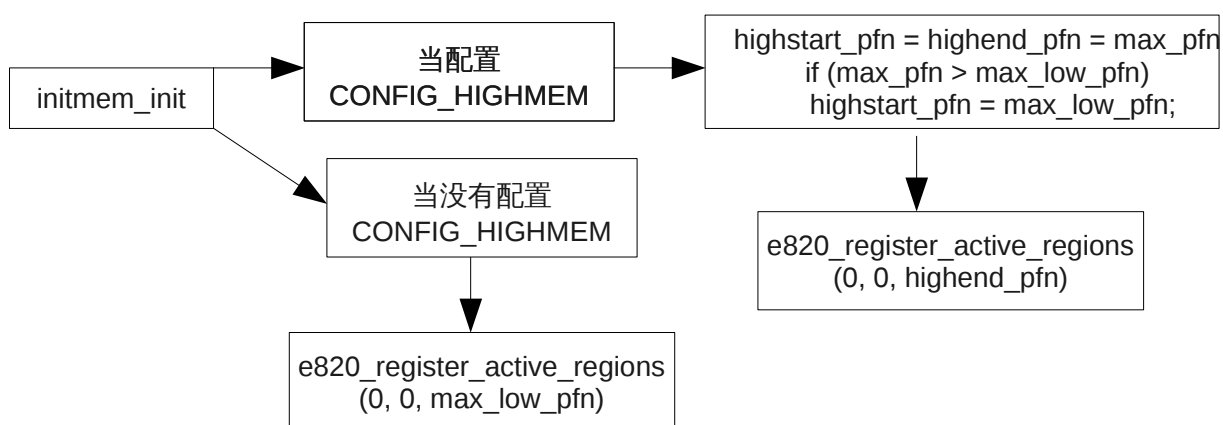 initmem_init
当配置
CONFIG_HIGHMEM
highstart_pfn = highend_pfn = max_pfn
if (max_pfn > max_low_pfn)
highstart_pfn = max_low_pfn;
当没有配置
CONFIG_HIGHMEM
e820_register_active_regions
(0, 0, highend_pfn)
e820_register_active_regions
(0, 0, max_low_pfn)